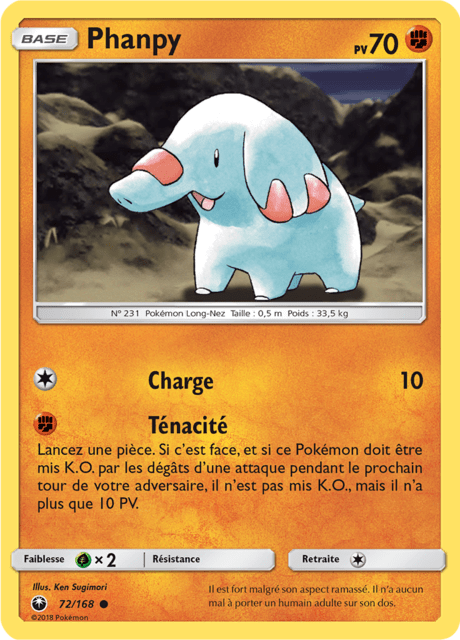 BASE Phanpy PV70
N° 231 Pokémon Long-Nez Taille : 0,5 m Poids : 33,5 kg
Charge 10
Ténacité
Lancez une pièce. Si c'est face, et si ce Pokémon doit être
mis K.O. par les dégâts d'une attaque pendant le prochain
tour de votre adversaire, il n'est pas mis K.O., mais il n'a
plus que 10 PV.
Faiblesse ×2 Résistance Retraite
Illus. Ken Sugimori
72/168
©2018 Pokémon
Il est fort malgré son aspect ramassé. Il n'a aucun
mal à porter un humain adulte sur son dos.